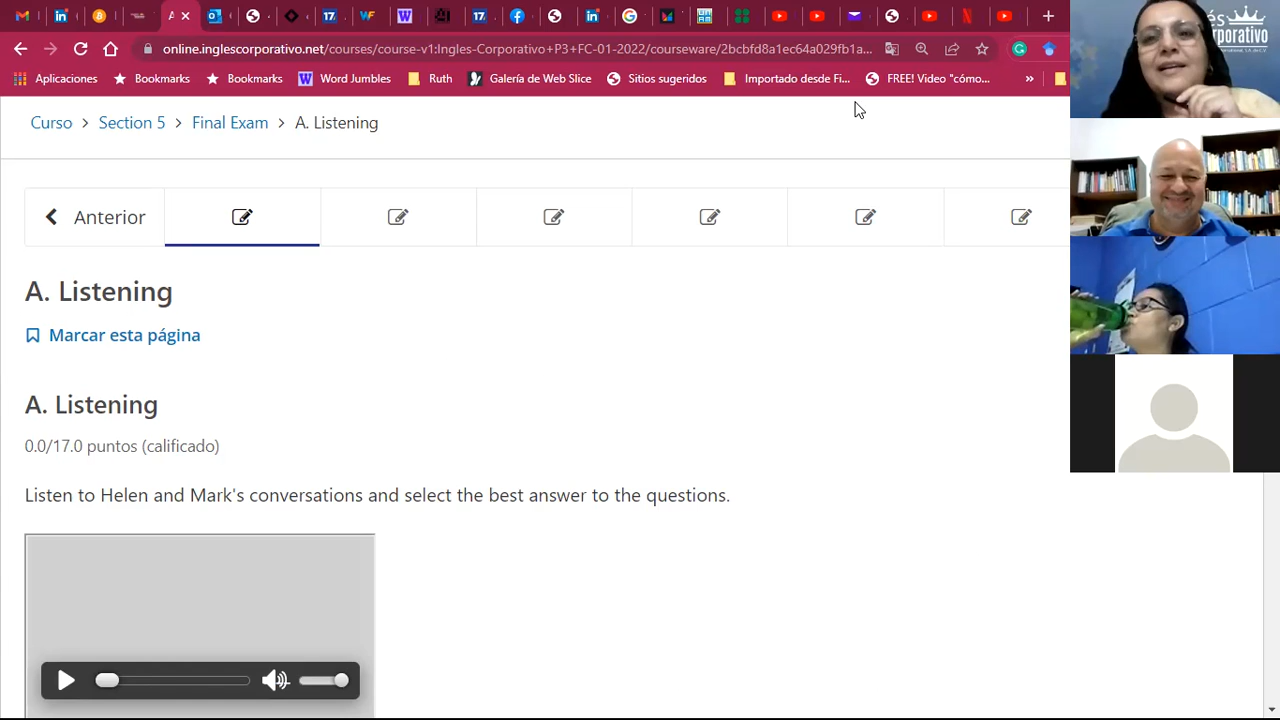 online.inglescorporativo.net/courses/course-v1:Ingles-Corporativo+P3+FC-01-2022/courseware/2bcbfd8a1ec64a029fb1a...
Aplicaciones
Bookmarks
Bookmarks
Word Jumbles
Ruth
Galería de Web Slice
Sitios sugeridos
Importado desde Fi...
FREE! Video "cómo...
»
Curso > Section 5 > Final Exam > A. Listening
Anterior
A. Listening
Marcar esta página
A. Listening
0.0/17.0 puntos (calificado)
Listen to Helen and Mark's conversations and select the best answer to the questions.